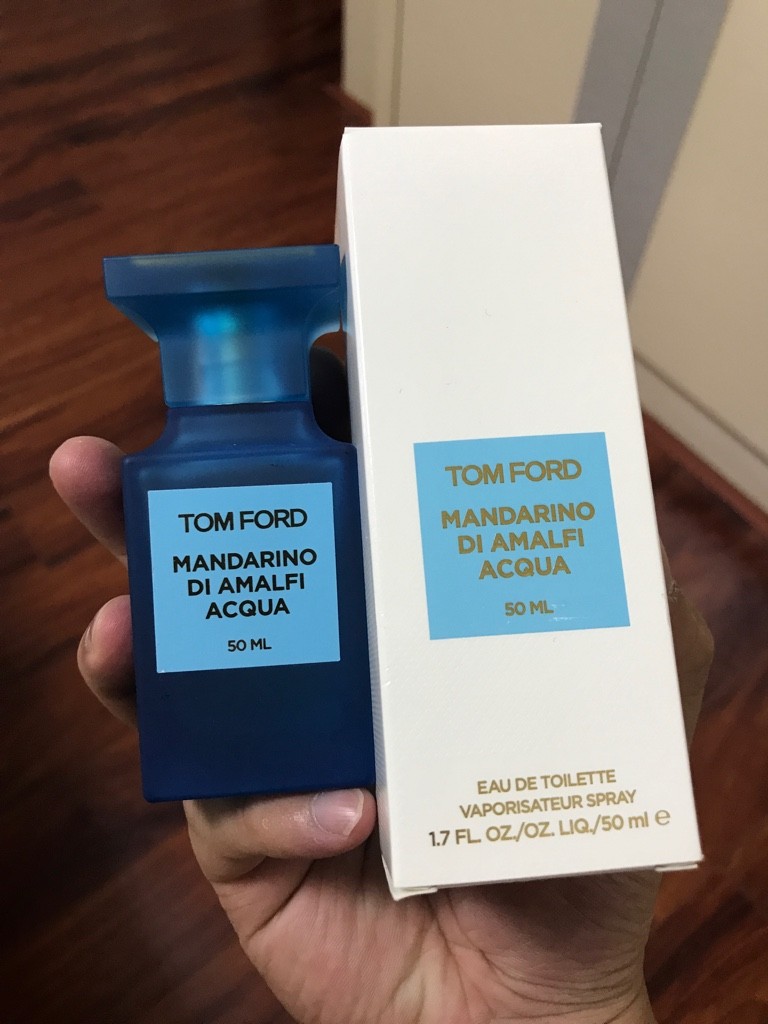 TOM FORD
MANDARINO
DI AMALFI
ACQUA
50 ML
TOM FORD
MANDARINO
DI AMALFI
ACQUA
50 ML
EAU DE TOILETTE
VAPORISATEUR SPRAY
1.7 FL. OZ./OZ. LIQ./50 ml e